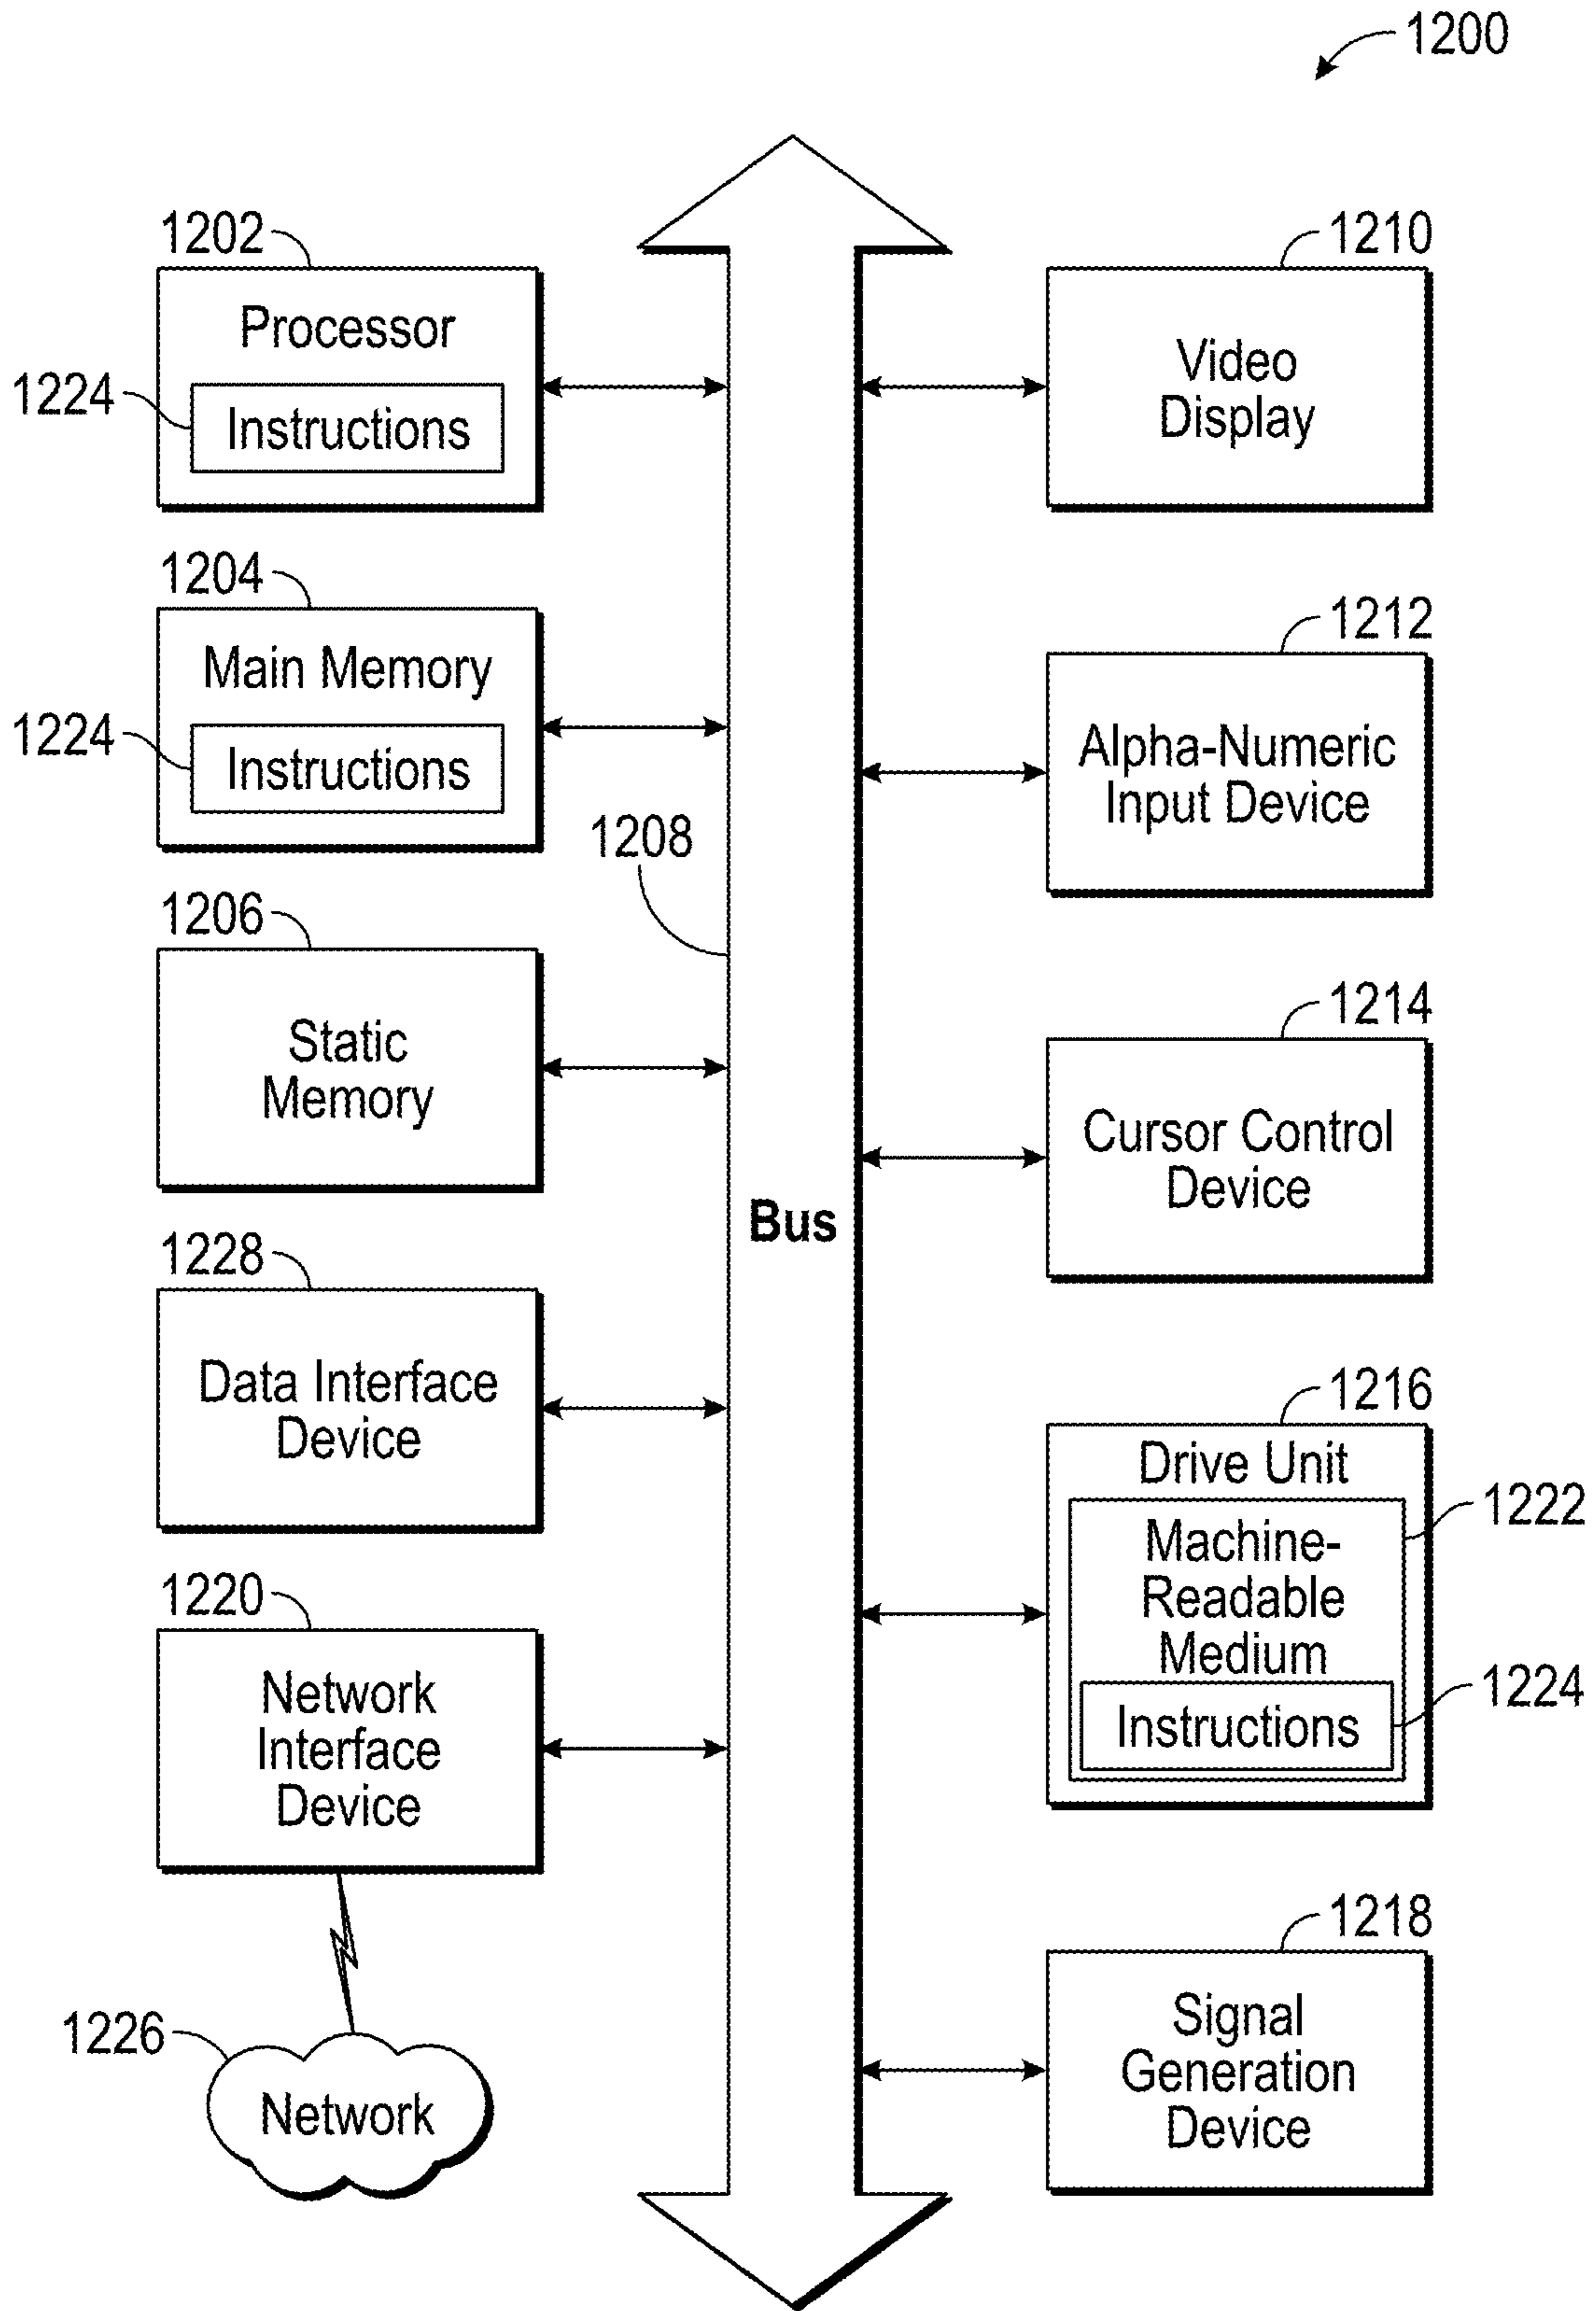 1200
1202
Processor
1224
Instructions
1204
Main Memory
1224
Instructions
1208
1206
Static
Memory
1228
Data Interface
Device
1220
Network
Interface
Device
1226
Network
Bus
1210
Video
Display
1212
Alpha-Numeric
Input Device
1214
Cursor Control
Device
1216
Drive Unit
1222
Machine-
Readable
Medium
1224
Instructions
1218
Signal
Generation
Device